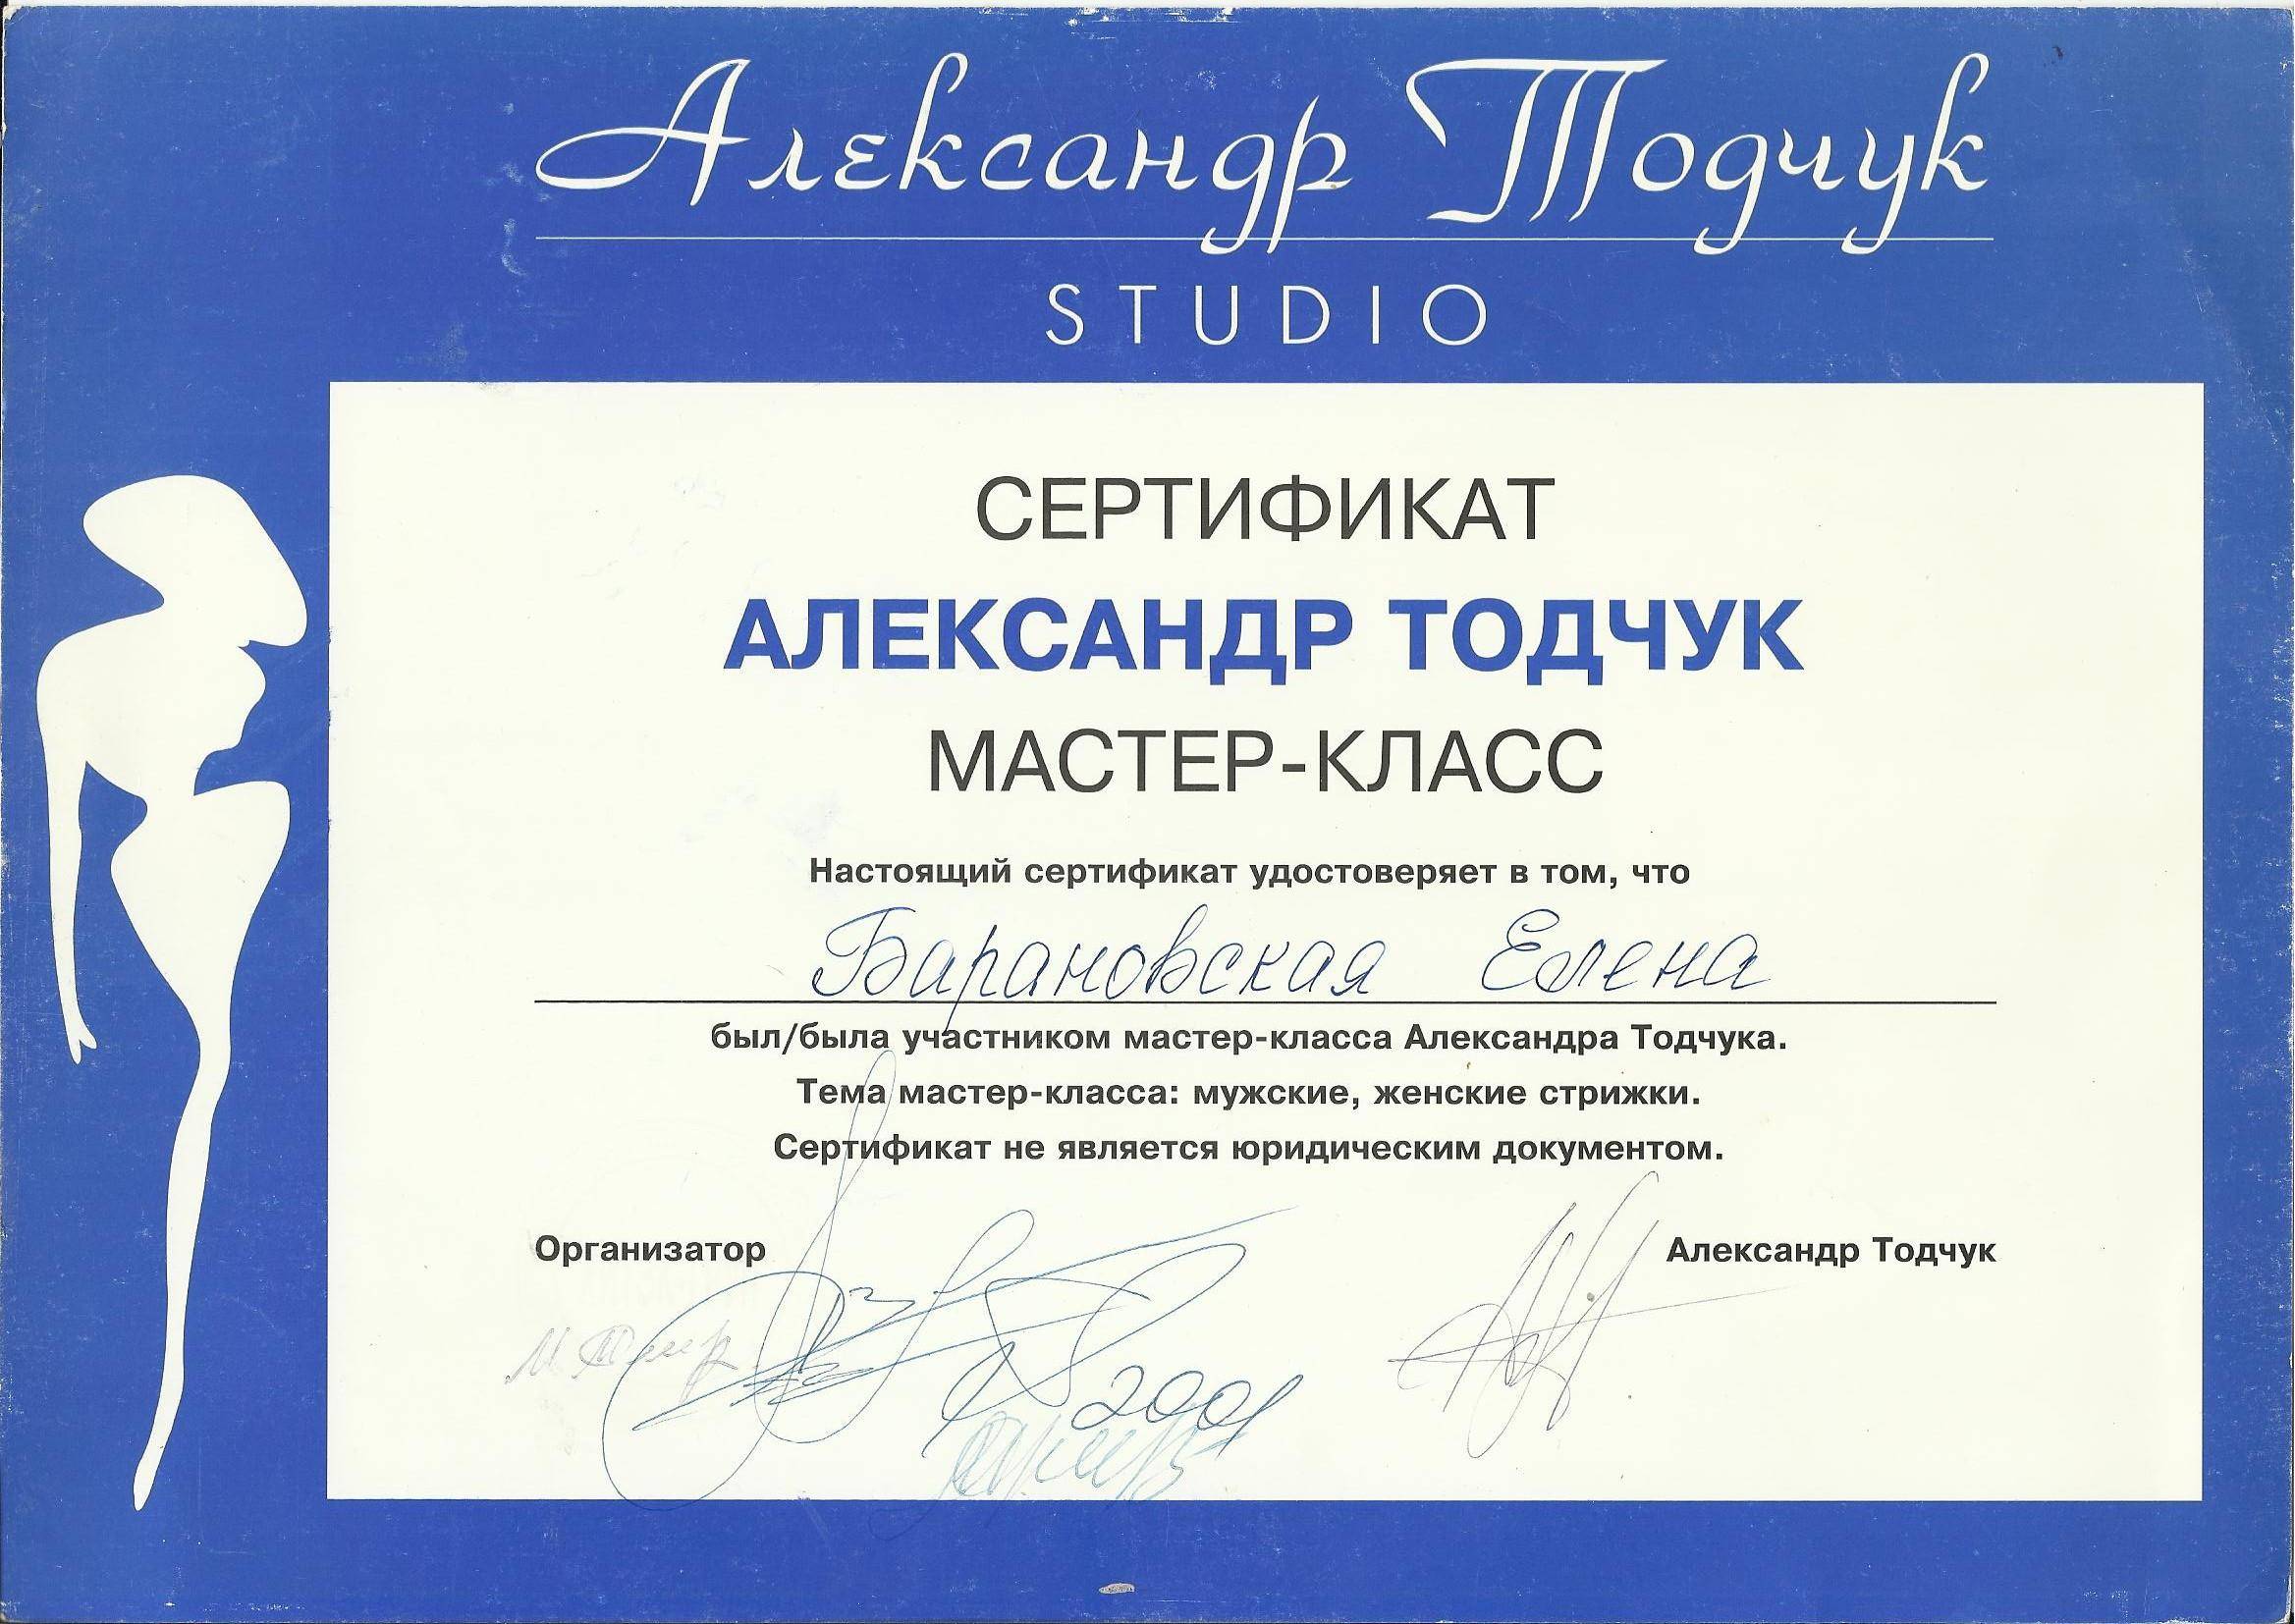 Александр Тодчук
STUDIO
СЕРТИФИКАТ
АЛЕКСАНДР ТОДЧУК
МАСТЕР-КЛАСС
Настоящий сертификат удостоверяет в том, что
Барановская Елена
был/была участником мастер-класса Александра Тодчука.
Тема мастер-класса: мужские, женские стрижки.
Сертификат не является юридическим документом.
Организатор Александр Тодчук
2001